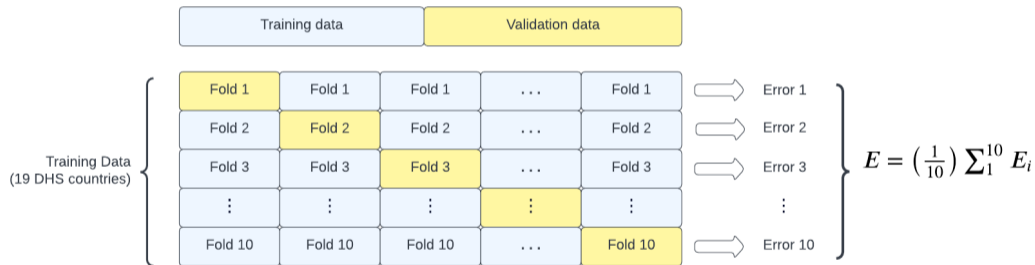 Training data Validation data
Fold 1 Fold 1 Fold 1 ... Fold 1 Error 1
Fold 2 Fold 2 Fold 2 ... Fold 2 Error 2
Training Data
(19 DHS countries)
Fold 3 Fold 3 Fold 3 Fold 3 Error 3
⋮ ⋮ ⋮ ⋮ ⋮ ⋮
Fold 10 Fold 10 Fold 10 ... Fold 10 Error 10
E = (1/10) ∑₁¹⁰ Eᵢ